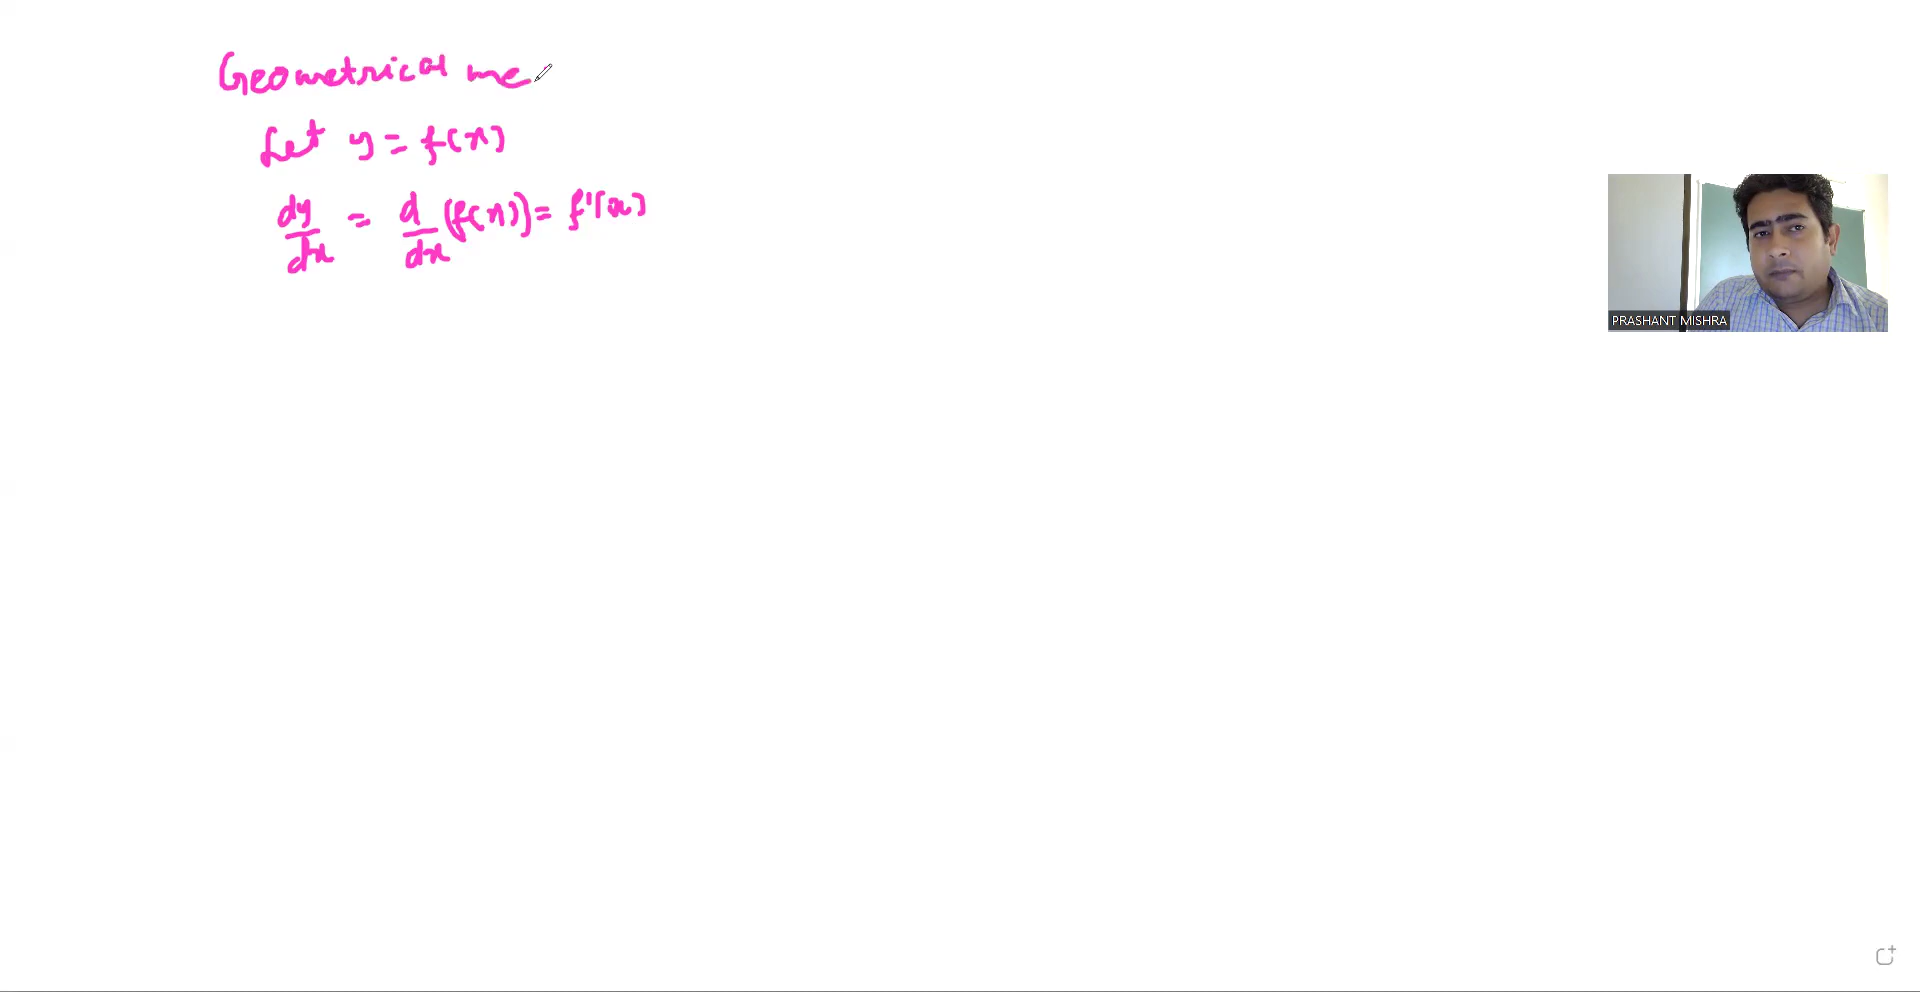 Geometrical me
Let y = f(x)
dy/dx = d/dx (f(x)) = f'(x)
PRASHANT MISHRA